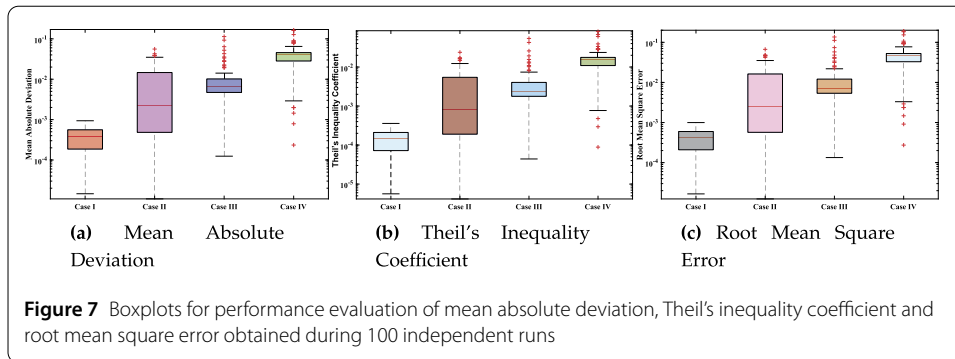 (a)
(b)
(c)
Mean Absolute Deviation
10⁻¹
10⁻²
10⁻³
10⁻⁴
Case I Case II Case III Case IV
Theil's Inequality Coefficient
10⁻¹
10⁻²
10⁻³
10⁻⁴
10⁻⁵
Case I Case II Case III Case IV
Root Mean Square Error
10⁻¹
10⁻²
10⁻³
10⁻⁴
Case I Case II Case III Case IV
(a) Mean Absolute
Deviation
(b) Theil's Inequality
Coefficient
(c) Root Mean Square
Error
Figure 7 Boxplots for performance evaluation of mean absolute deviation, Theil's inequality coefficient and
root mean square error obtained during 100 independent runs